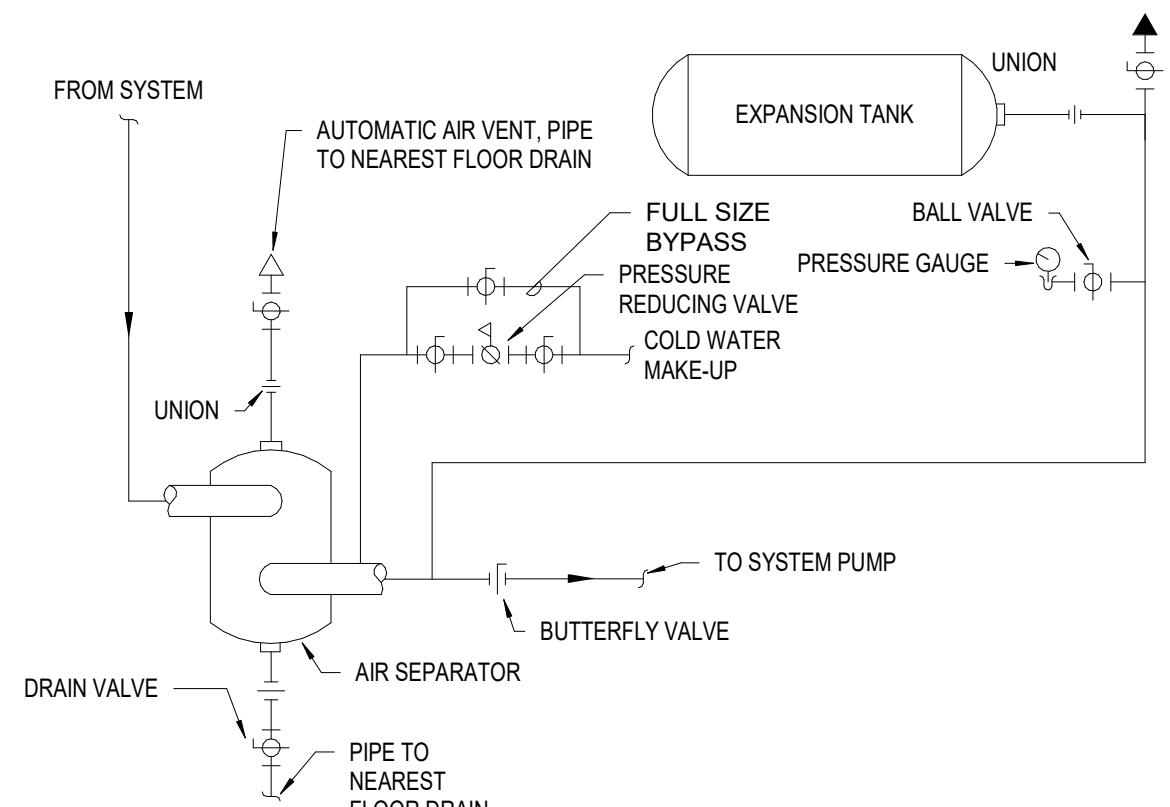 FROM SYSTEM
AUTOMATIC AIR VENT, PIPE
TO NEAREST FLOOR DRAIN
UNION
EXPANSION TANK
FULL SIZE
BYPASS
BALL VALVE
PRESSURE GAUGE
PRESSURE
REDUCING VALVE
COLD WATER
MAKE-UP
UNION
TO SYSTEM PUMP
BUTTERFLY VALVE
AIR SEPARATOR
DRAIN VALVE
PIPE TO
NEAREST
FLOOR DRAIN